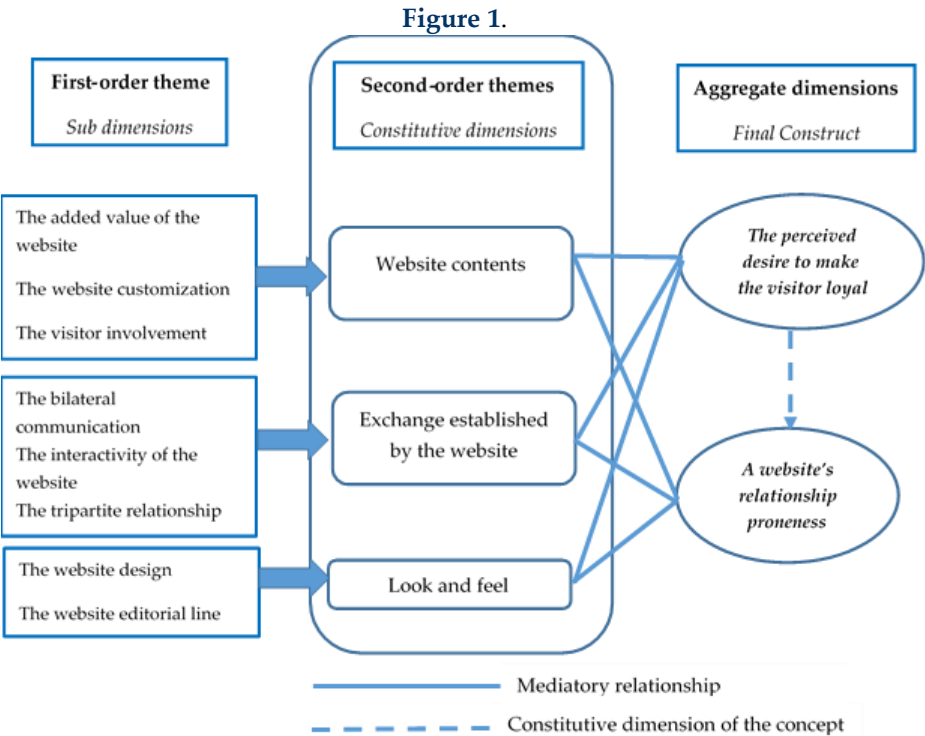 Figure 1.
First-order theme
Sub dimensions
Second-order themes
Constitutive dimensions
Aggregate dimensions
Final Construct
The added value of the
website
The website customization
The visitor involvement
Website contents
The perceived
desire to make
the visitor loyal
The bilateral
communication
The interactivity of the
website
The tripartite relationship
Exchange established
by the website
A website's
relationship
proneness
The website design
The website editorial line
Look and feel
Mediatory relationship
Constitutive dimension of the concept